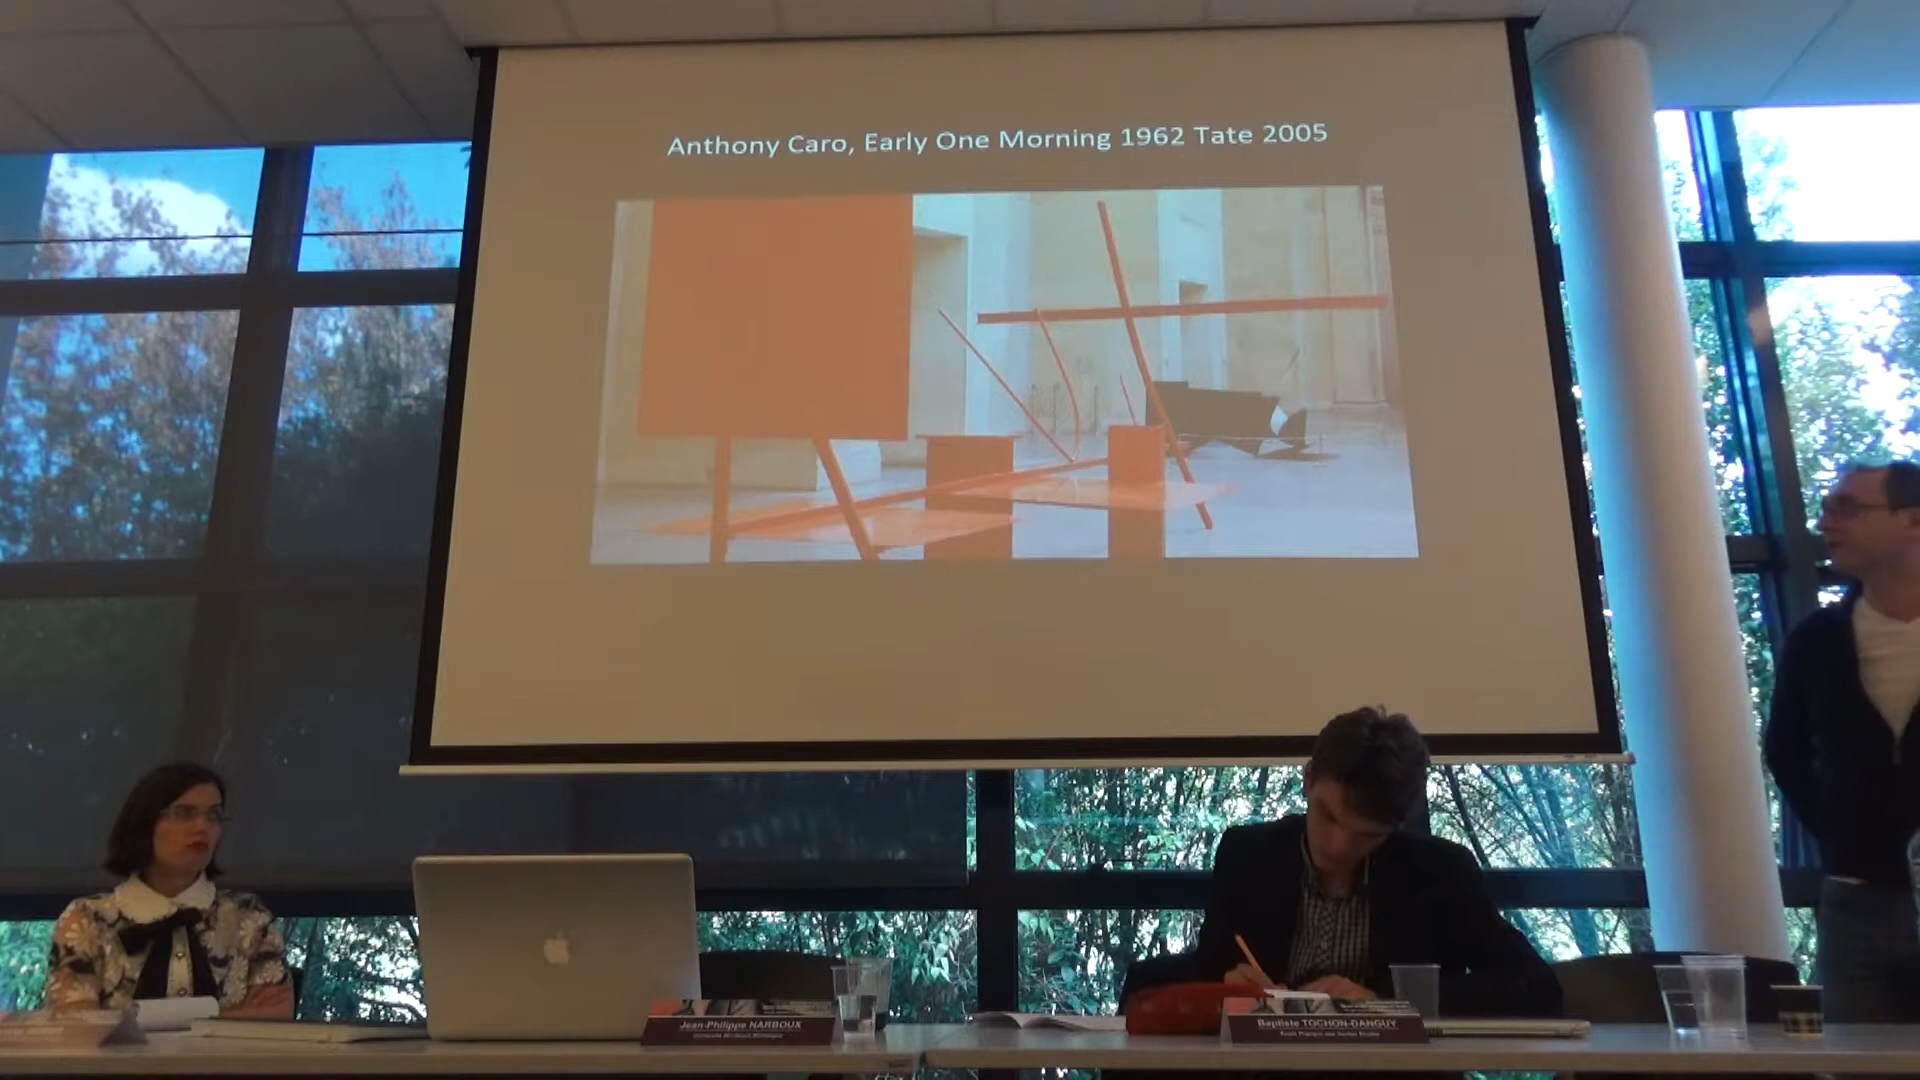 Anthony Caro, Early One Morning 1962 Tate 2005
Jean-Philippe NARBOUX
Baptiste TOCHON-DANGUY